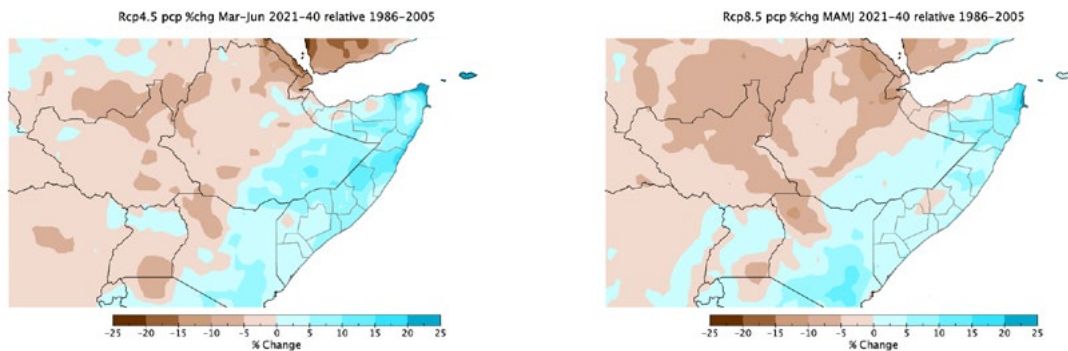 Rcp4.5 pcp %chg Mar-Jun 2021-40 relative 1986-2005
-25 -20 -15 -10 -5 0 5 10 15 20 25
% Change
Rcp8.5 pcp %chg MAMJ 2021-40 relative 1986-2005
-25 -20 -15 -10 -5 0 5 10 15 20 25
% Change